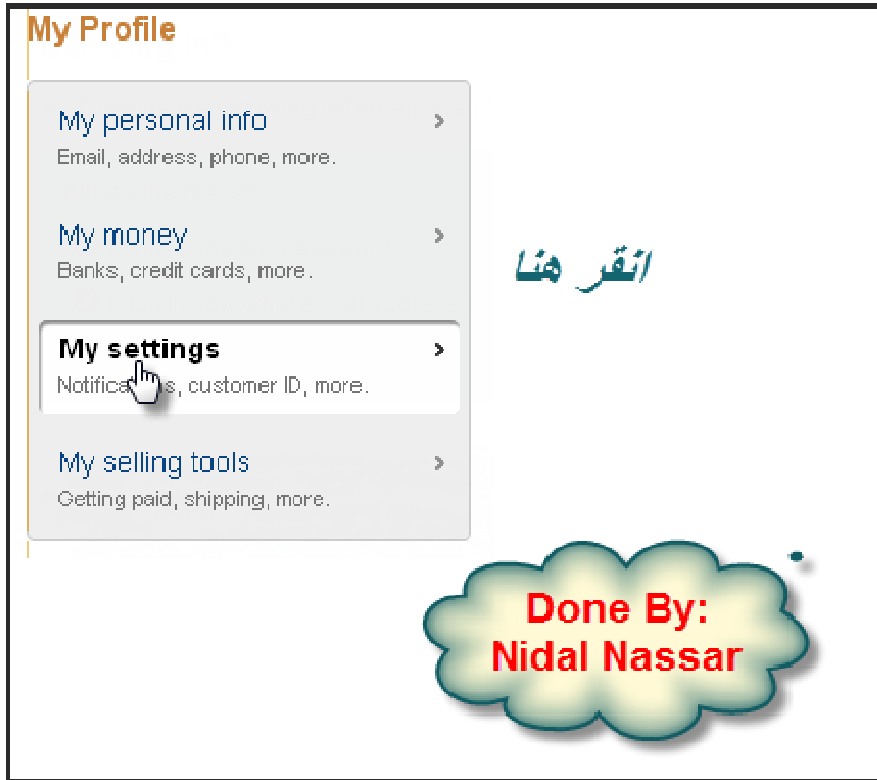 My Profile
My personal info
Email, address, phone, more.
My money
Banks, credit cards, more.
انقر هنا
My settings
Notifications, customer ID, more.
My selling tools
Getting paid, shipping, more.
Done By:
Nidal Nassar